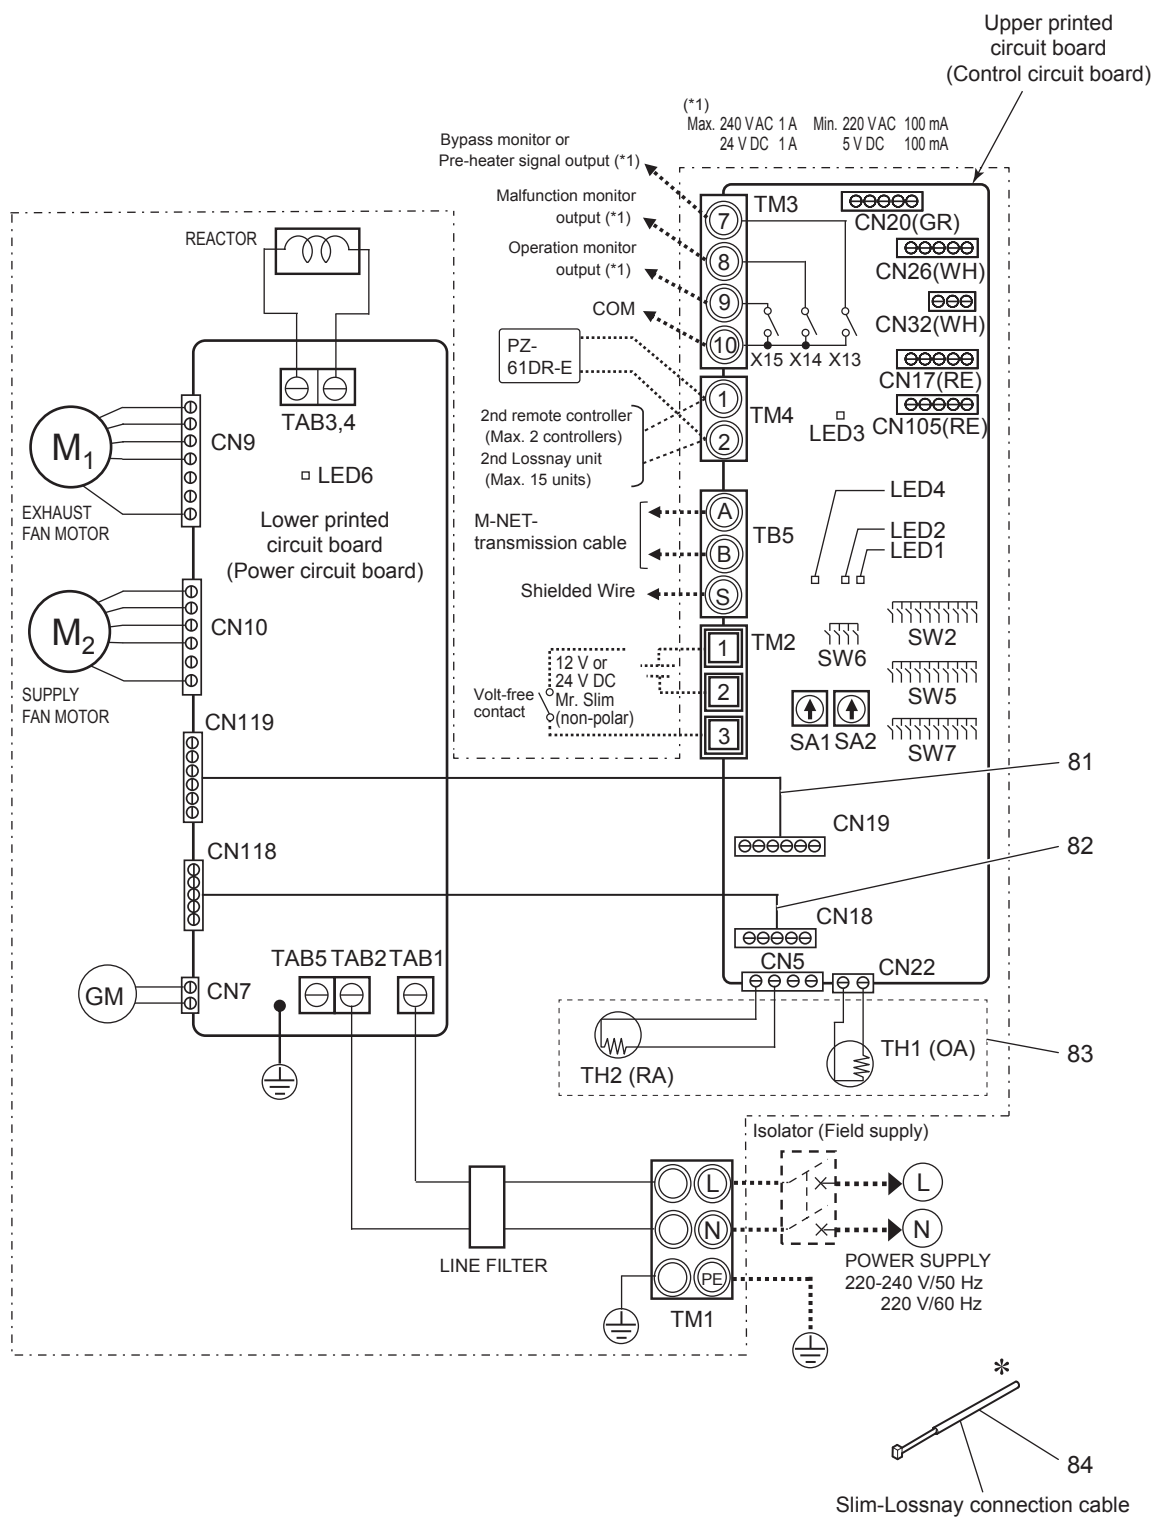 Upper printed
circuit board
(Control circuit board)
(*1)
Max. 240 V AC 1 A Min. 220 V AC 100 mA
24 V DC 1 A 5 V DC 100 mA
Bypass monitor or
Pre-heater signal output (*1)
Malfunction monitor
output (*1)
Operation monitor
output (*1)
COM
PZ-
61DR-E
2nd remote controller
(Max. 2 controllers)
2nd Lossnay unit
(Max. 15 units)
M-NET-
transmission cable
Shielded Wire
12 V or
24 V DC
Mr. Slim
(non-polar)
Volt-free
contact
7
8
9
10
TM3
X15 X14 X13
1
2
TM4
A
B
S
TB5
1
2
3
TM2
CN20(GR)
CN26(WH)
CN32(WH)
CN17(RE)
CN105(RE)
LED3
LED4
LED2
LED1
SW6
SW2
SW5
SW7
SA1 SA2
81
CN19
82
CN18
CN5
CN22
TH2 (RA)
TH1 (OA)
83
REACTOR
TAB3,4
M1
EXHAUST
FAN MOTOR
CN9
LED6
Lower printed
circuit board
(Power circuit board)
M2
SUPPLY
FAN MOTOR
CN10
CN119
CN118
GM
CN7
TAB5 TAB2 TAB1
LINE FILTER
L
N
PE
TM1
Isolator (Field supply)
L
N
POWER SUPPLY
220-240 V/50 Hz
220 V/60 Hz
*
84
Slim-Lossnay connection cable